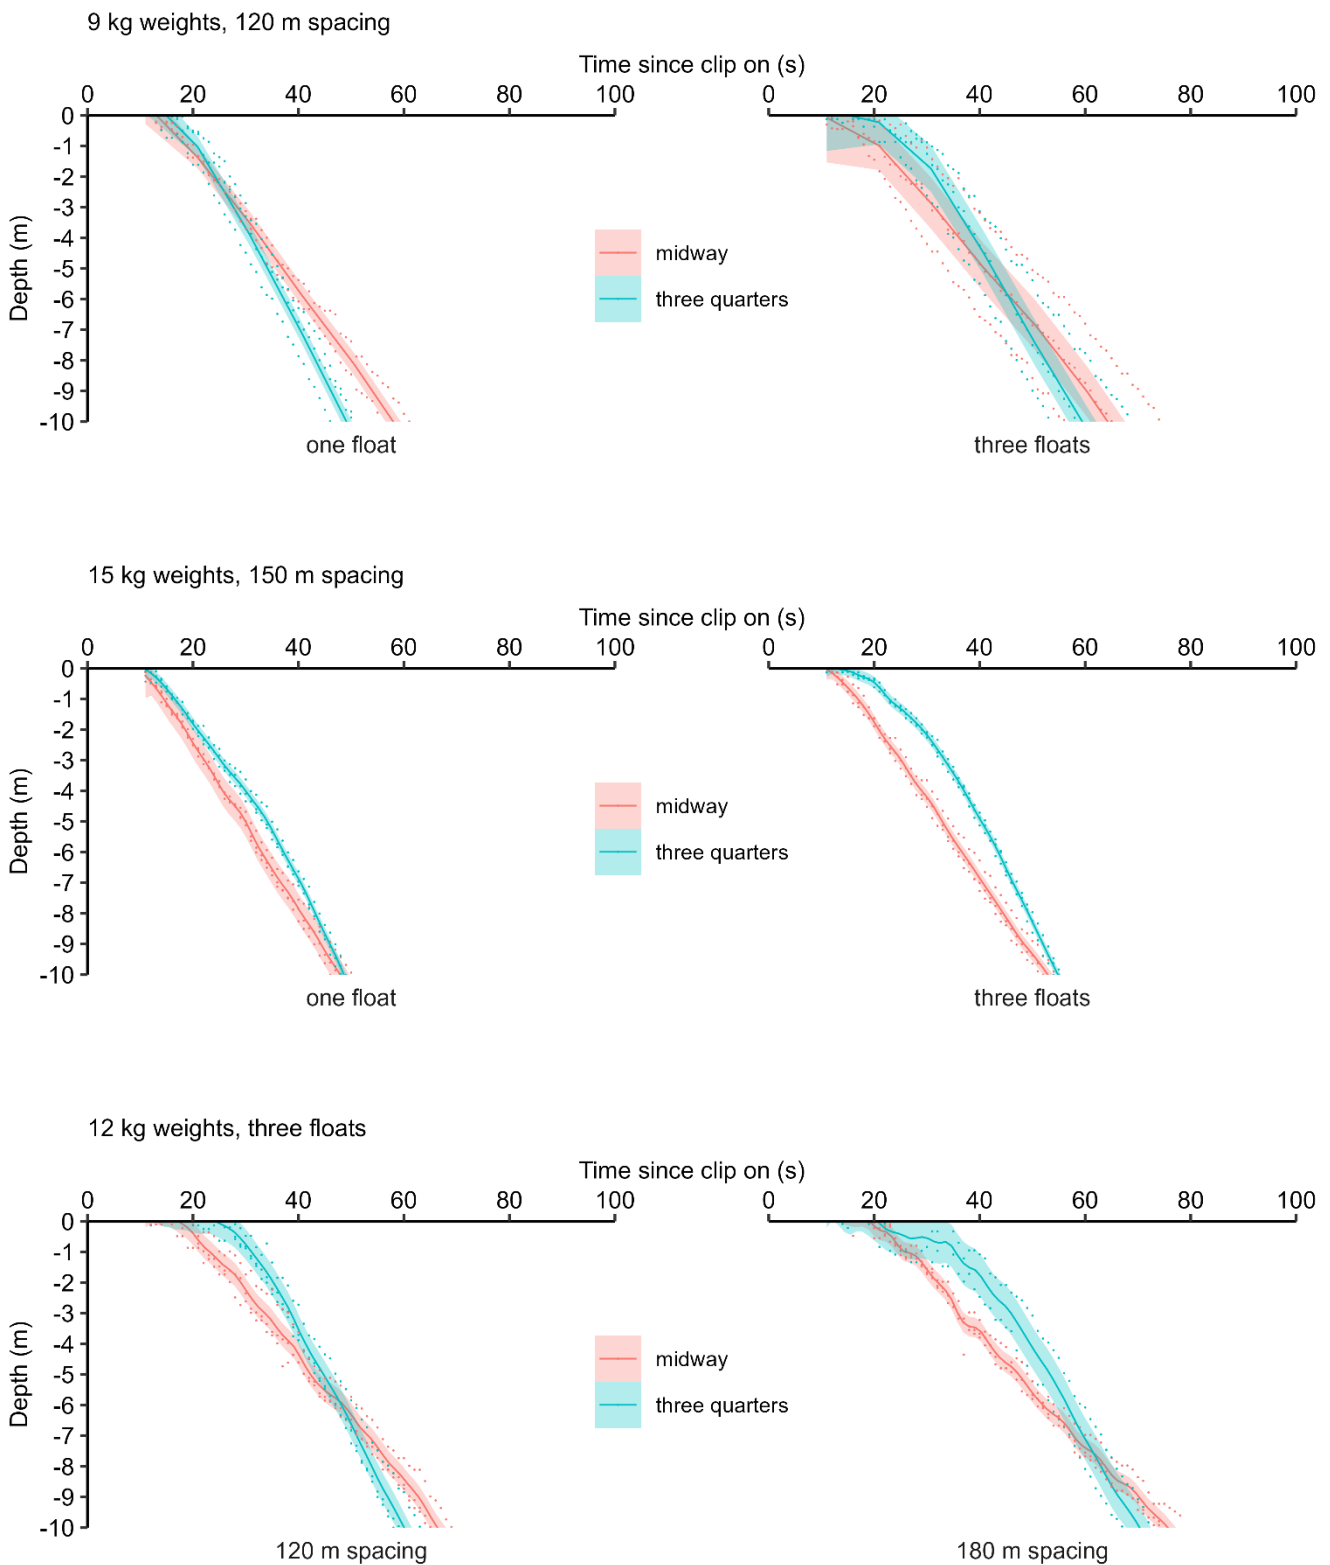 9 kg weights, 120 m spacing
Time since clip on (s)
0 20 40 60 80 100 0 20 40 60 80 100
0
-1
-2
-3
-4
-5
-6
-7
-8
-9
-10
Depth (m)
midway
three quarters
one float three floats
15 kg weights, 150 m spacing
Time since clip on (s)
0 20 40 60 80 100 0 20 40 60 80 100
0
-1
-2
-3
-4
-5
-6
-7
-8
-9
-10
Depth (m)
midway
three quarters
one float three floats
12 kg weights, three floats
Time since clip on (s)
0 20 40 60 80 100 0 20 40 60 80 100
0
-1
-2
-3
-4
-5
-6
-7
-8
-9
-10
Depth (m)
midway
three quarters
120 m spacing 180 m spacing